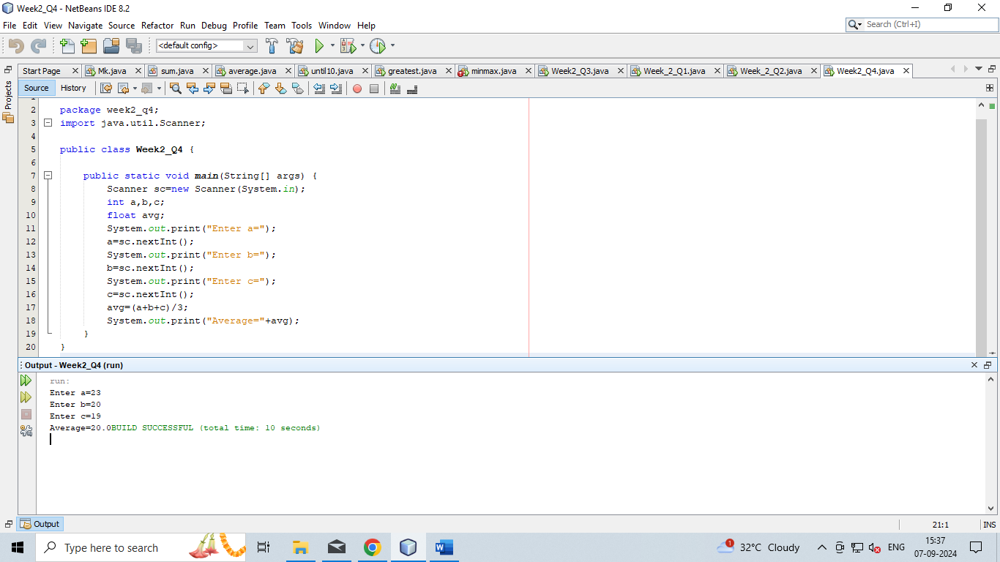 Week2_Q4 - NetBeans IDE 8.2
File Edit View Navigate Source Refactor Run Debug Profile Team Tools Window Help
Search (Ctrl+I)
<default config>
Start Page Mk.java sum.java average.java until10.java greatest.java minmax.java Week2_Q3.java Week_2_Q1.java Week_2_Q2.java Week2_Q4.java
Projects
Source History
2 package week2_q4;
3 import java.util.Scanner;
4
5 public class Week2_Q4 {
6
7 public static void main(String[] args) {
8 Scanner sc=new Scanner(System.in);
9 int a,b,c;
10 float avg;
11 System.out.print("Enter a=");
12 a=sc.nextInt();
13 System.out.print("Enter b=");
14 b=sc.nextInt();
15 System.out.print("Enter c=");
16 c=sc.nextInt();
17 avg=(a+b+c)/3;
18 System.out.print("Average="+avg);
19 }
20 }
Output - Week2_Q4 (run)
run:
Enter a=23
Enter b=20
Enter c=19
Average=20.0BUILD SUCCESSFUL (total time: 10 seconds)
Output
21:1 INS
Type here to search
1 32°C Cloudy
ENG
15:37
07-09-2024